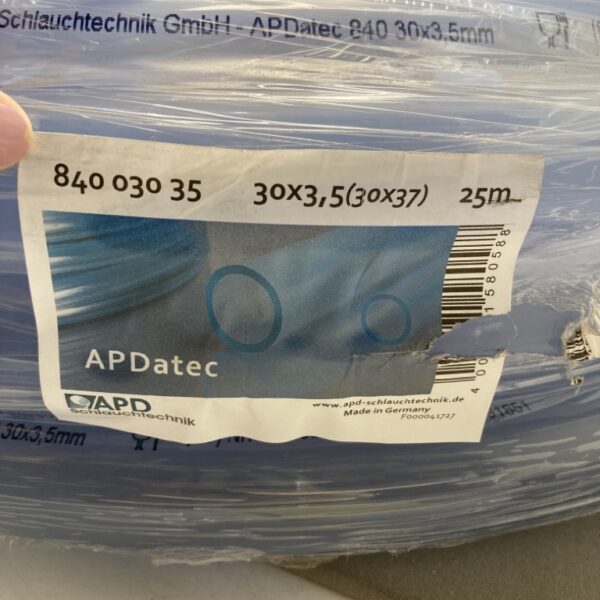 Schlauchtechnik GmbH - APDatec 840 30x3,5mm
840 030 35 30x3,5(30x37) 25m
APDatec
APD
Schlauchtechnik
www.apd-schlauchtechnik.de
Made in Germany
F000041727
30x3,5mm